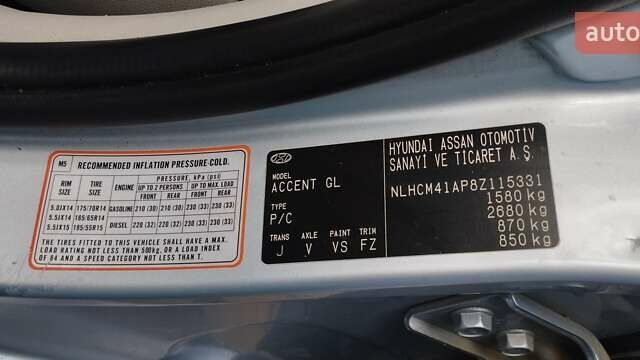 auto
M5 RECOMMENDED INFLATION PRESSURE-COLD.
RIM SIZE TIRE SIZE ENGINE PRESSURE, kPa (psi)
UP TO 2 PERSONS UP TO MAX. LOAD
FRONT REAR FRONT REAR
5.0JX14 175/70R14 GASOLINE 210 (30) 210 (30) 230 (33) 230 (33)
5.5JX14 185/65R14
5.5JX15 195/55R15 DIESEL 220 (32) 220 (32) 230 (33) 230 (33)
THE TIRES FITTED TO THIS VEHICLE SHALL HAVE A MAX.
LOAD RATING NOT LESS THAN 500kg, OR A LOAD INDEX
OF 84 AND A SPEED CATEGORY NOT LESS THAN T.
MODEL
ACCENT GL
TYPE
P/C
TRANS AXLE PAINT TRIM
J V VS FZ
HYUNDAI ASSAN OTOMOTIV
SANAYI VE TICARET A.Ş
NLHCM41AP8Z115331
1580 kg
2680 kg
870 kg
850 kg